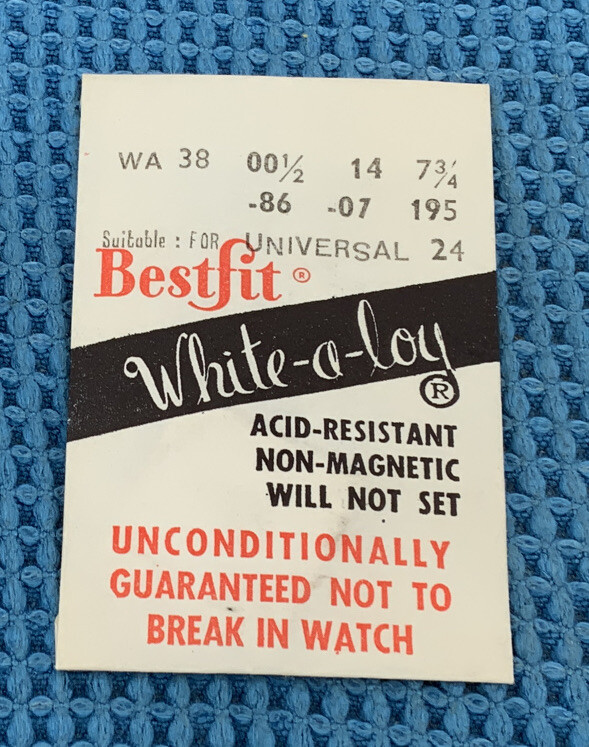 WA 38 00½ 14 7¾
-86 -07 195
Suitable : FOR UNIVERSAL 24
Bestfit ®
White-a-loy ®
ACID-RESISTANT
NON-MAGNETIC
WILL NOT SET
UNCONDITIONALLY
GUARANTEED NOT TO
BREAK IN WATCH